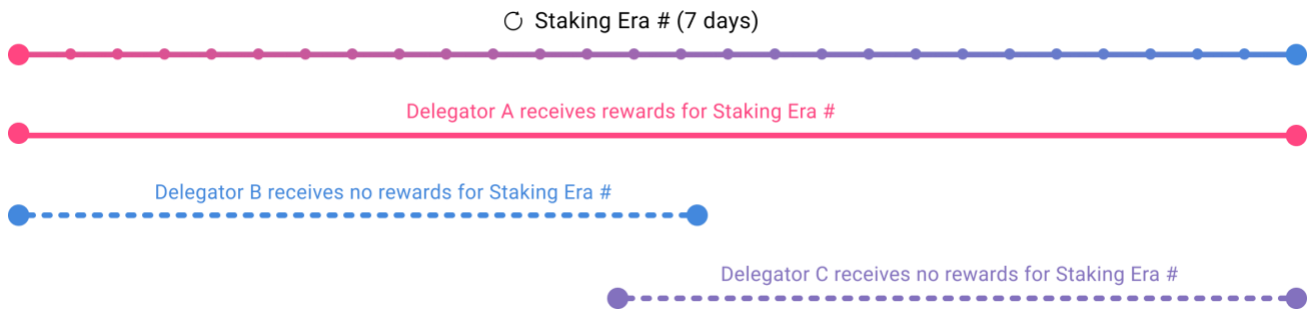 Staking Era # (7 days)
Delegator A receives rewards for Staking Era #
Delegator B receives no rewards for Staking Era #
Delegator C receives no rewards for Staking Era #